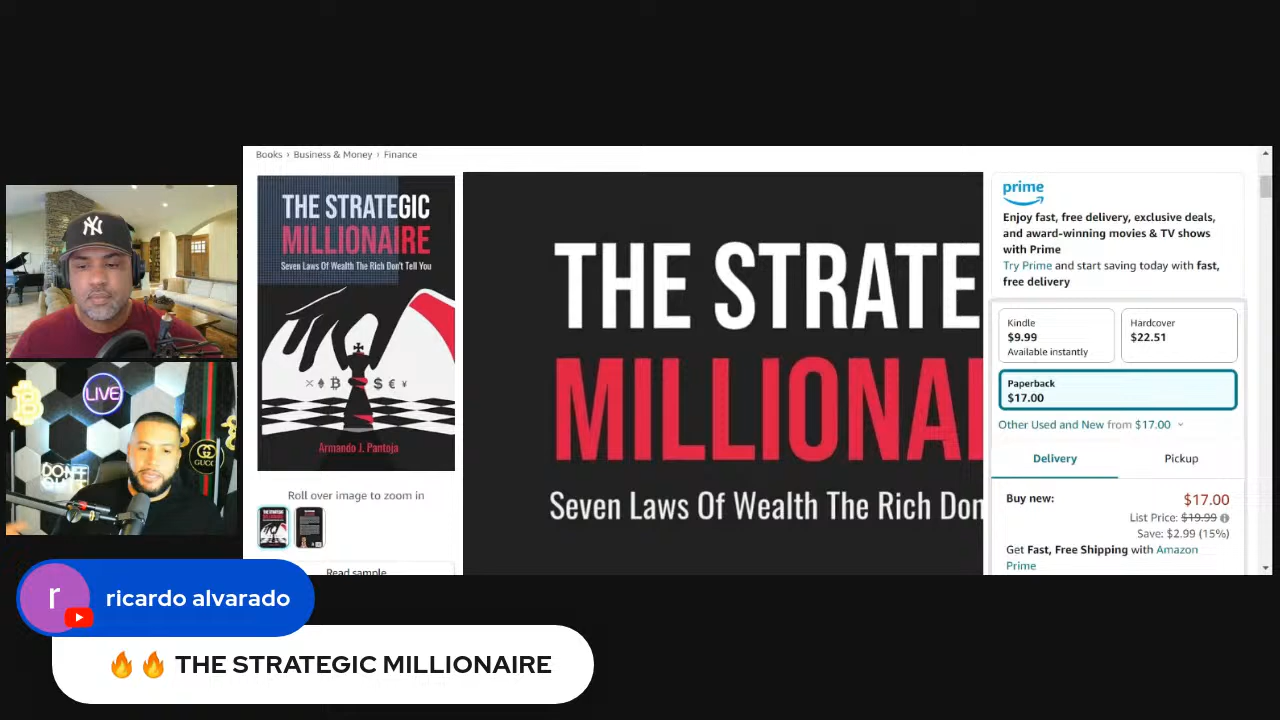 Books › Business & Money › Finance
THE STRATEGIC
MILLIONAIRE
Seven Laws Of Wealth The Rich Don't Tell You
Armando J. Pantoja
Roll over image to zoom in
Read sample
THE STRATE
MILLIONAI
Seven Laws Of Wealth The Rich Don
prime
Enjoy fast, free delivery, exclusive deals,
and award-winning movies & TV shows
with Prime
Try Prime and start saving today with fast,
free delivery
Kindle
$9.99
Available instantly
Hardcover
$22.51
Paperback
$17.00
Other Used and New from $17.00
Delivery
Pickup
Buy new:
$17.00
List Price: $19.99
Save: $2.99 (15%)
Get Fast, Free Shipping with Amazon
Prime
NY
LIVE
GUCCI
DON'T
r
ricardo alvarado
🔥🔥 THE STRATEGIC MILLIONAIRE